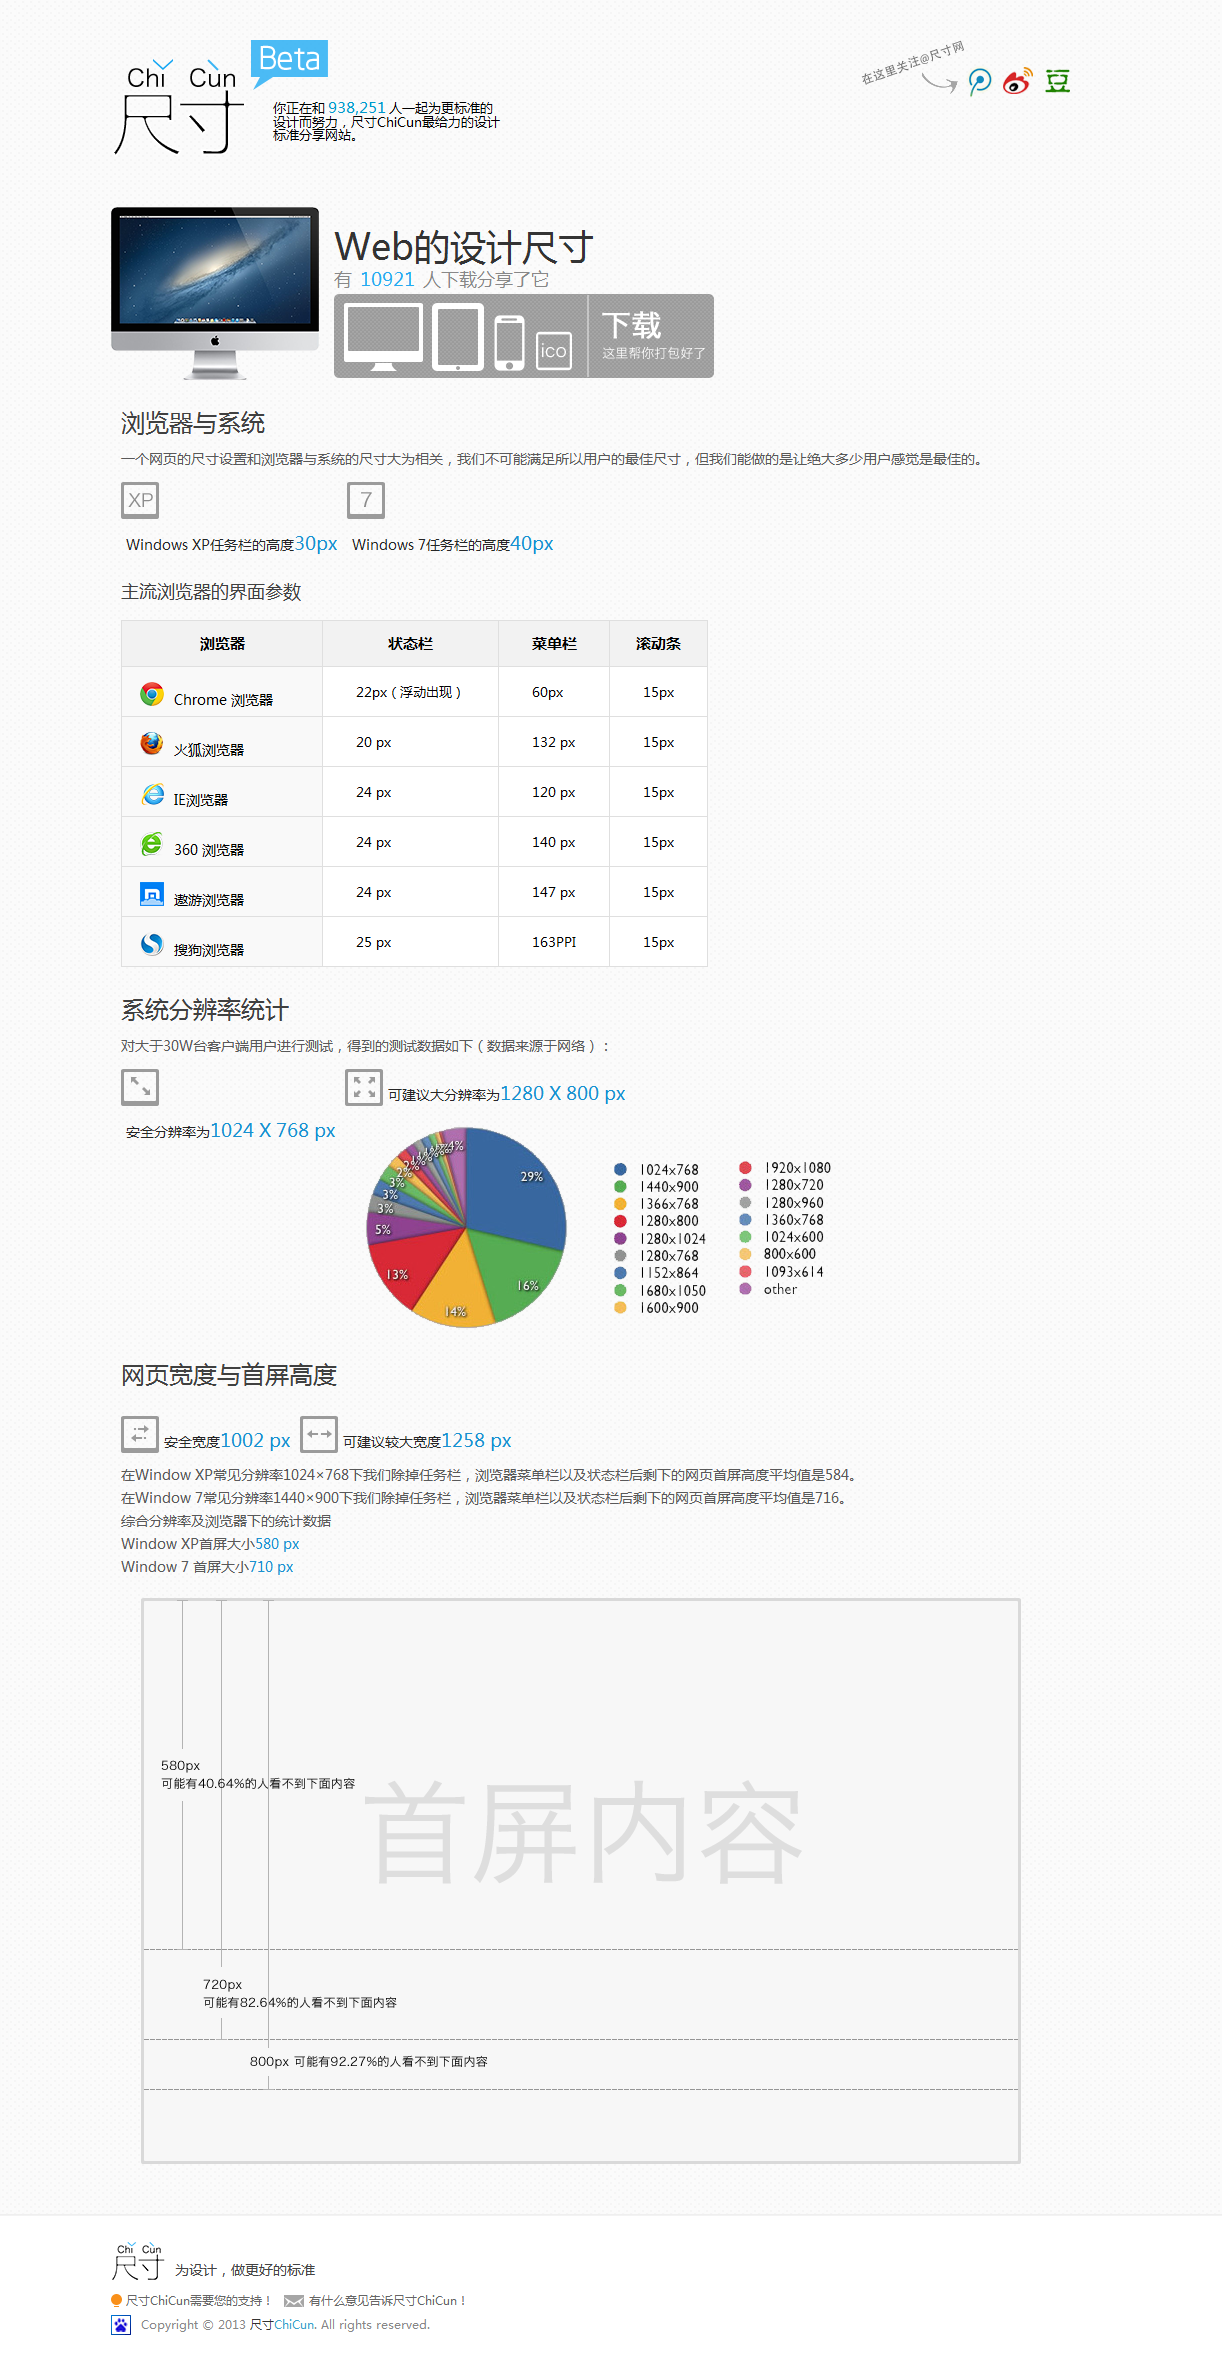 Chi Cùn
尺寸
Beta
你正在和 938,251 人一起为更标准的
设计而努力，尺寸ChiCun最给力的设计
标准分享网站。
在这里关注@尺寸网
豆
Web的设计尺寸
有 10921 人下载分享了它
ico
下载
这里帮你打包好了
浏览器与系统
一个网页的尺寸设置和浏览器与系统的尺寸大为相关，我们不可能满足所以用户的最佳尺寸，但我们能做的是让绝大多少用户感觉是最佳的。
XP 7
Windows XP任务栏的高度30px Windows 7任务栏的高度40px
主流浏览器的界面参数
浏览器 状态栏 菜单栏 滚动条
Chrome 浏览器 22px（浮动出现） 60px 15px
火狐浏览器 20 px 132 px 15px
IE浏览器 24 px 120 px 15px
360 浏览器 24 px 140 px 15px
遨游浏览器 24 px 147 px 15px
搜狗浏览器 25 px 163PPI 15px
系统分辨率统计
对大于30W台客户端用户进行测试，得到的测试数据如下（数据来源于网络）：
可建议大分辨率为1280 X 800 px
安全分辨率为1024 X 768 px
29%
16%
14%
13%
5%
3%
3%
3%
2%
2%
4%
1024x768
1440x900
1366x768
1280x800
1280x1024
1280x768
1152x864
1680x1050
1600x900
1920x1080
1280x720
1280x960
1360x768
1024x600
800x600
1093x614
other
网页宽度与首屏高度
安全宽度1002 px 可建议较大宽度1258 px
在Window XP常见分辨率1024×768下我们除掉任务栏，浏览器菜单栏以及状态栏后剩下的网页首屏高度平均值是584。
在Window 7常见分辨率1440×900下我们除掉任务栏，浏览器菜单栏以及状态栏后剩下的网页首屏高度平均值是716。
综合分辨率及浏览器下的统计数据
Window XP首屏大小580 px
Window 7 首屏大小710 px
580px
可能有40.64%的人看不到下面内容
首屏内容
720px
可能有82.64%的人看不到下面内容
800px 可能有92.27%的人看不到下面内容
Chi Cùn
尺寸 为设计，做更好的标准
尺寸ChiCun需要您的支持！ 有什么意见告诉尺寸ChiCun！
Copyright © 2013 尺寸ChiCun. All rights reserved.